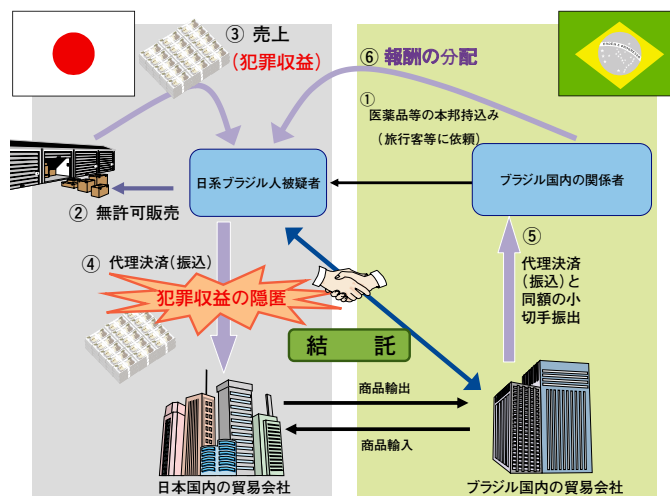 ③ 売上
(犯罪収益)
⑥ 報酬の分配
①
医薬品等の本邦持込み
(旅行客等に依頼)
日系ブラジル人被疑者
ブラジル国内の関係者
② 無許可販売
④ 代理決済(振込)
犯罪収益の隠匿
⑤
代理決済
(振込)と
同額の小
切手振出
結 託
商品輸出
商品輸入
日本国内の貿易会社
ブラジル国内の貿易会社